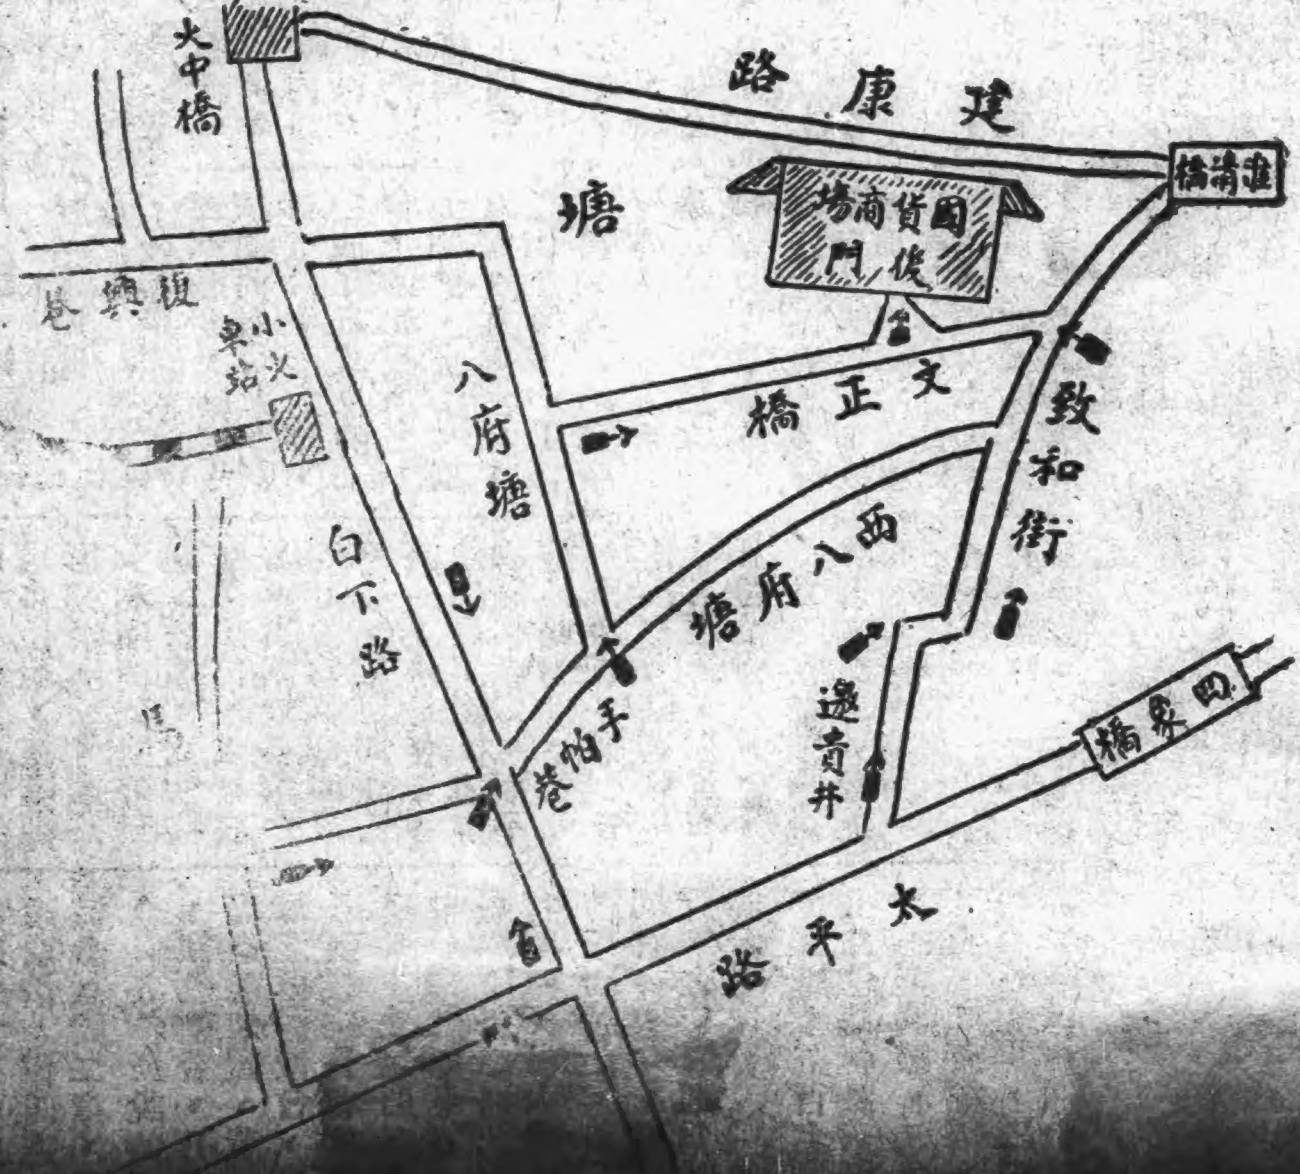 大中橋
建康路
淮清橋
塘
國貨商場
後門
復興巷
小火車站
八府塘
文正橋
致和街
白下路
西八府塘
手帕巷
邀貴井
四象橋
太平路
馬